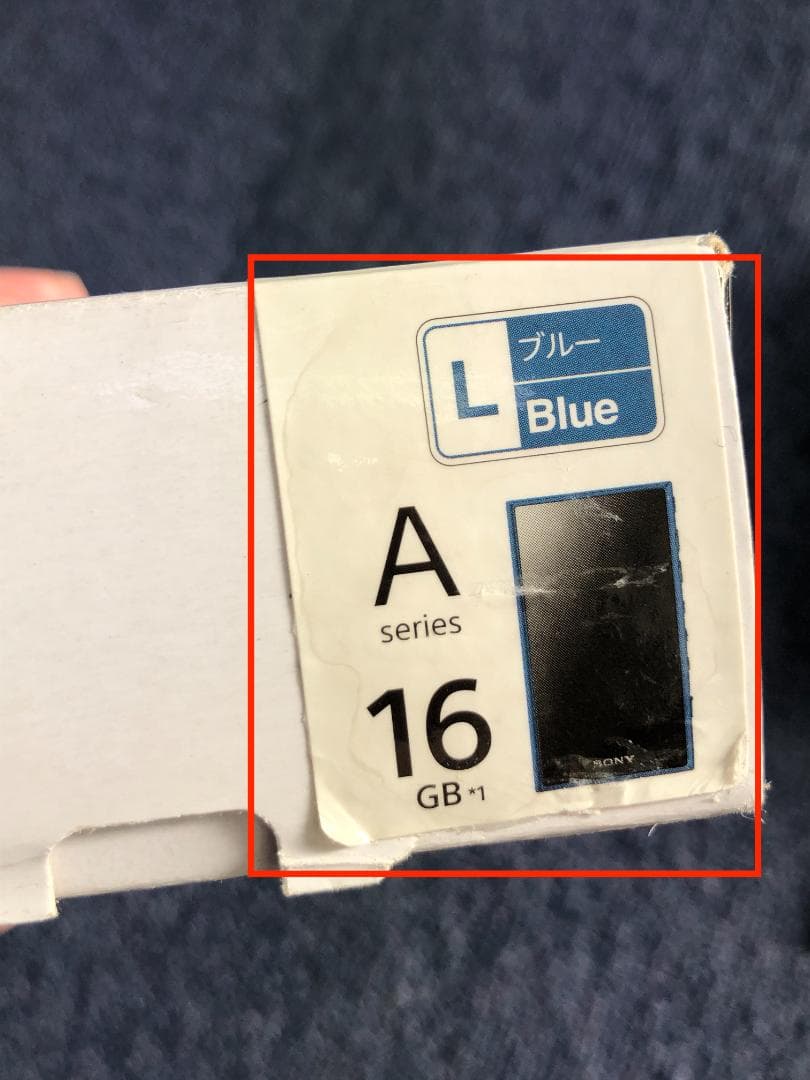 L
ブルー
Blue
A
series
16
GB *1
SONY